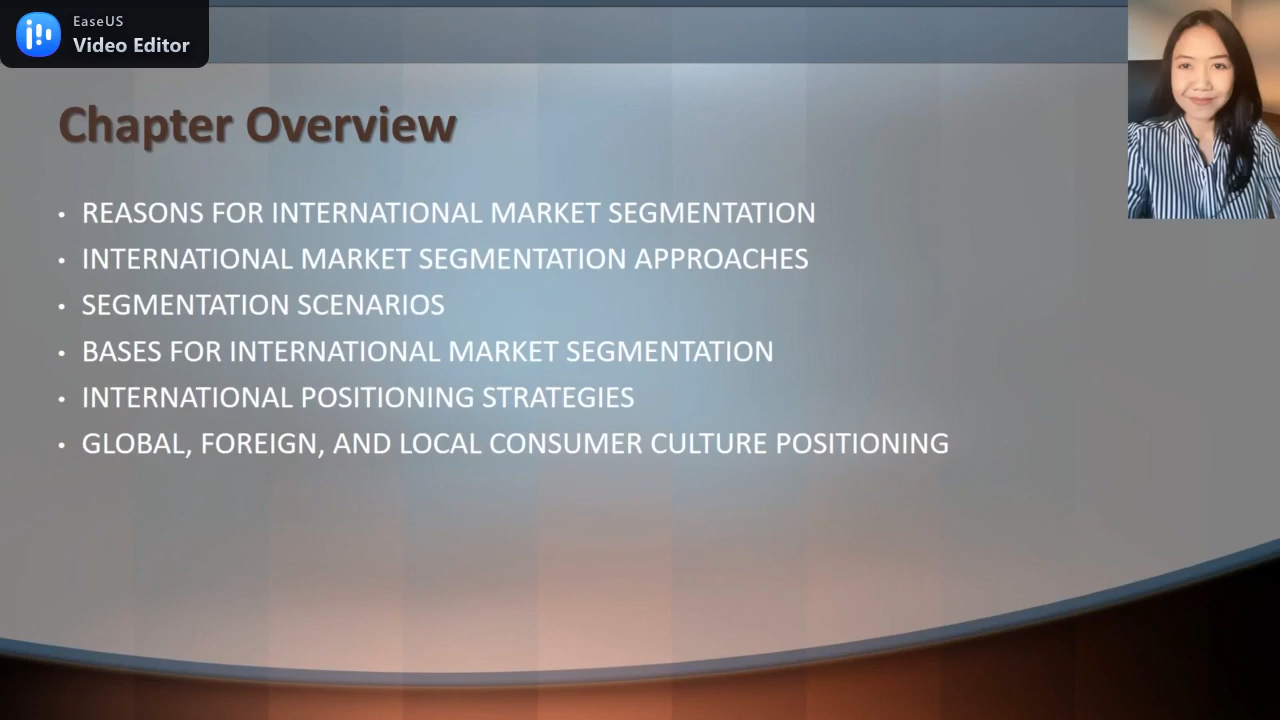 EaseUS
Video Editor
Chapter Overview
• REASONS FOR INTERNATIONAL MARKET SEGMENTATION
• INTERNATIONAL MARKET SEGMENTATION APPROACHES
• SEGMENTATION SCENARIOS
• BASES FOR INTERNATIONAL MARKET SEGMENTATION
• INTERNATIONAL POSITIONING STRATEGIES
• GLOBAL, FOREIGN, AND LOCAL CONSUMER CULTURE POSITIONING